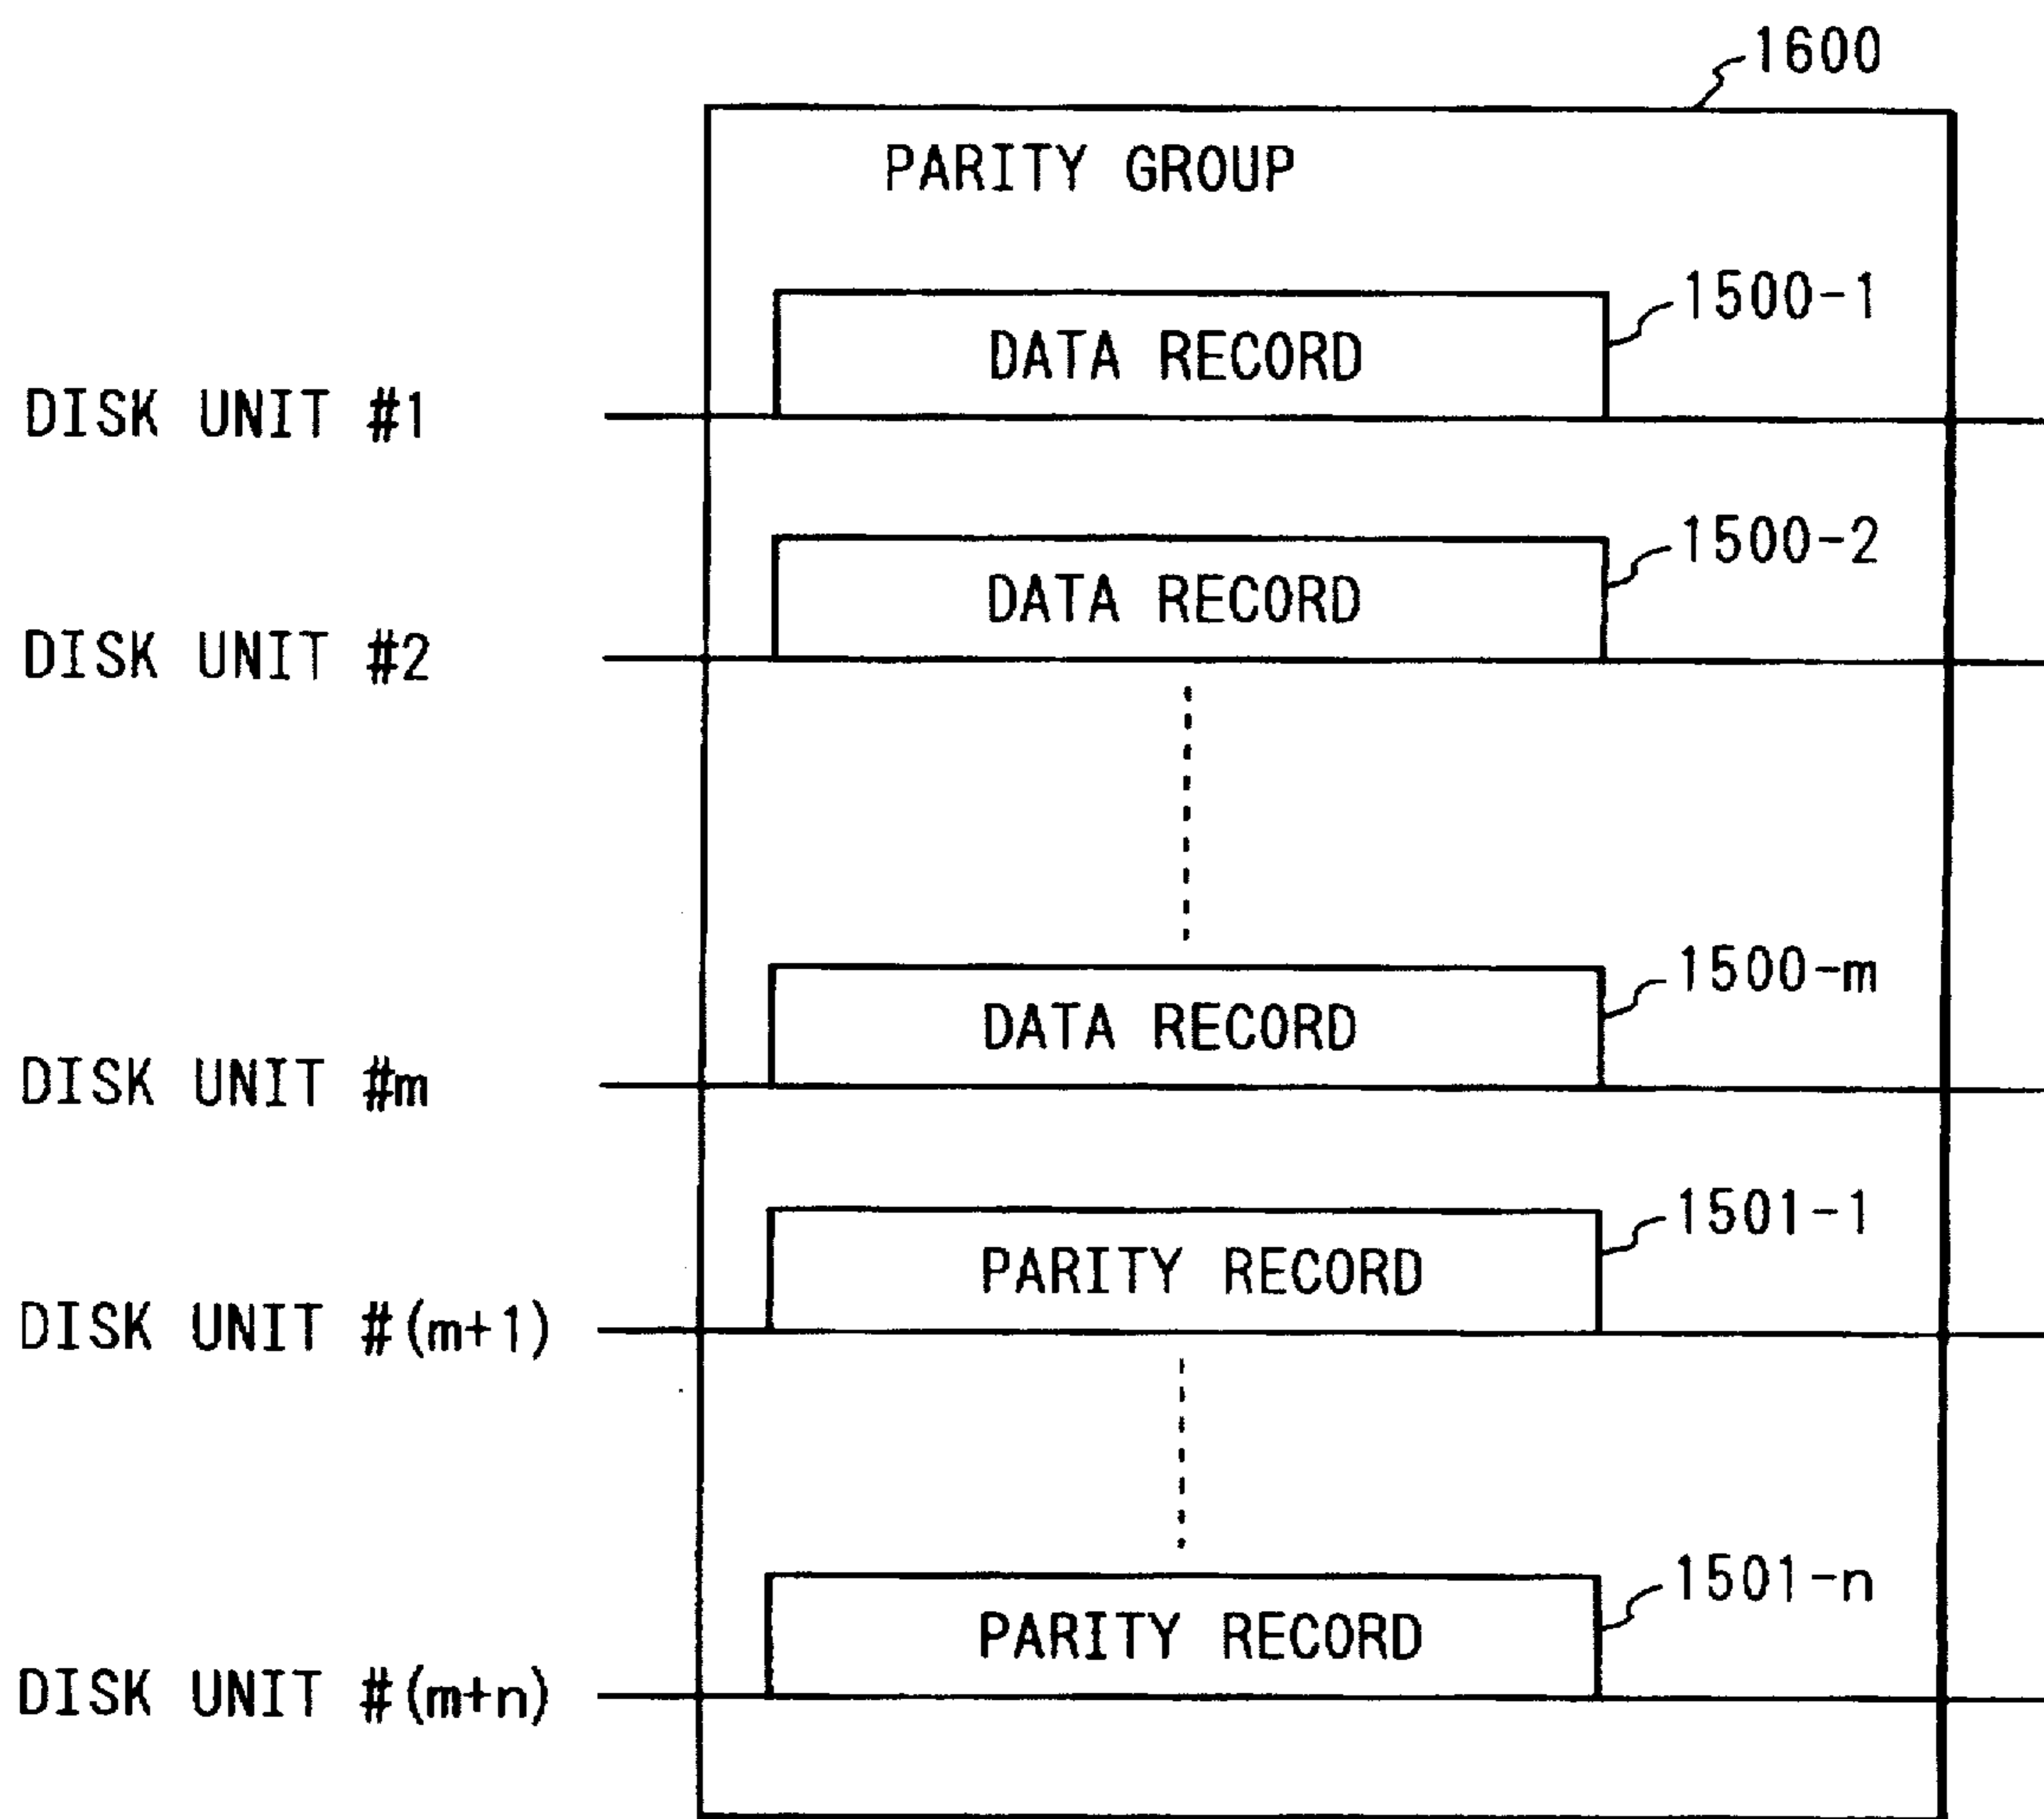 1600
PARITY GROUP
1500-1
DATA RECORD
DISK UNIT #1
1500-2
DATA RECORD
DISK UNIT #2
1500-m
DATA RECORD
DISK UNIT #m
1501-1
PARITY RECORD
DISK UNIT #(m+1)
1501-n
PARITY RECORD
DISK UNIT #(m+n)